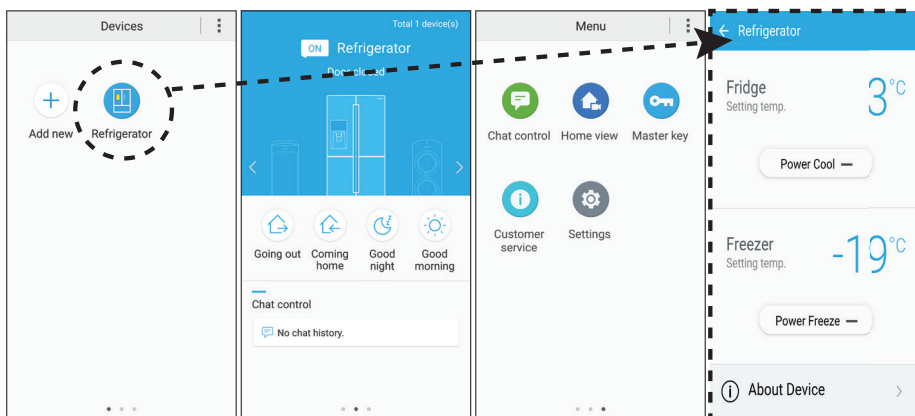 Devices
Add new
Refrigerator
Total 1 device(s)
ON Refrigerator
Door closed
Going out
Coming
home
Good
night
Good
morning
Chat control
No chat history.
Menu
Chat control
Home view
Master key
Customer
service
Settings
Refrigerator
Fridge
Setting temp.
3°C
Power Cool
Freezer
Setting temp.
-19°C
Power Freeze
About Device